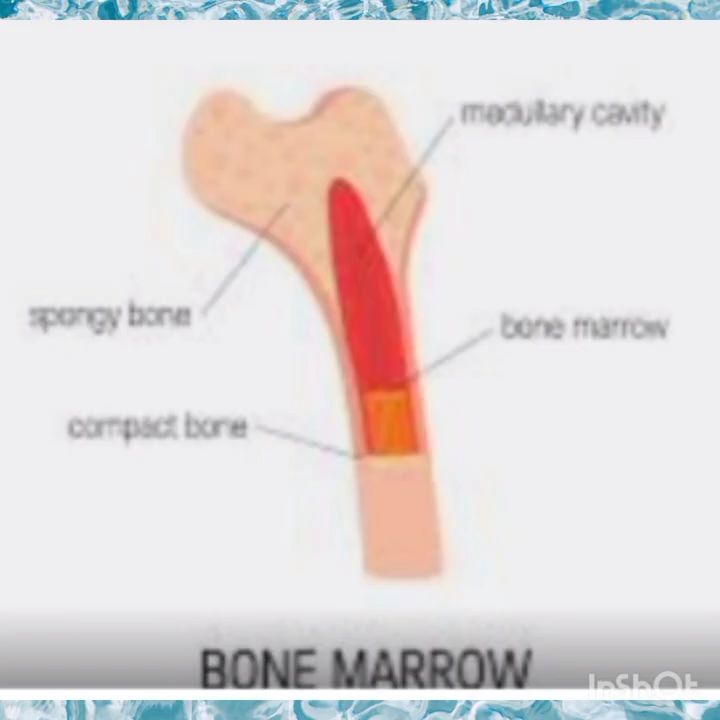 medullary cavity
spongy bone
bone marrow
compact bone
BONE MARROW
InShOt